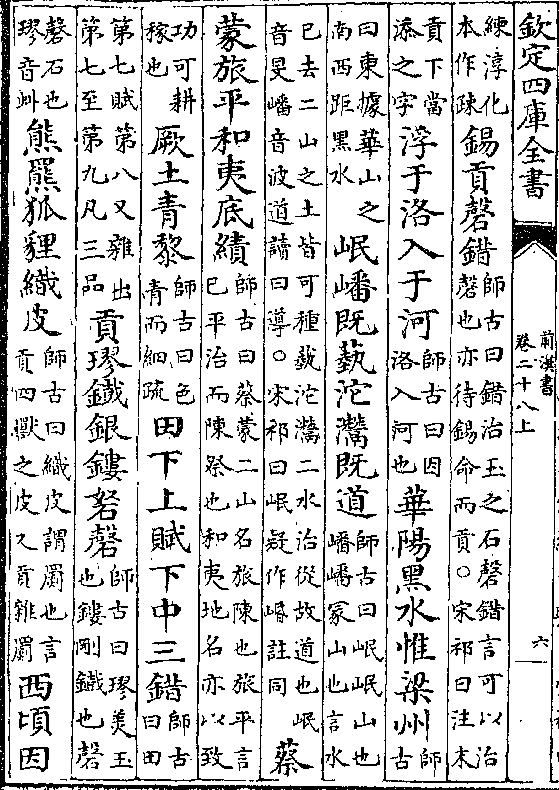 欽定四庫全書
前漢書
卷二十八上
六
練淳化本作疎錫貢磬錯師古曰錯治玉之石磬錯言可以治磬也亦待錫命而貢○宋祁曰注末
貢下當添之字浮于洛入于河師古曰因洛入河也華陽黑水惟梁州師古
曰東據華山之南西距黑水岷嶓既蓺沱灊既道師古曰岷岷山也嶓嶓冢山也言水
已去二山之土皆可種蓺沱灊二水治從故道也岷音旻嶓音波道讀曰導○宋祁曰岷疑作崏註同蔡
蒙旅平和夷底績師古曰蔡蒙二山名旅陳也旅平言已平治而陳祭也和夷地名亦以致
功可耕稼也厥土青黎師古曰色青而細疏田下上賦下中三錯師古曰田
第七賦第八又雜出第七至第九凡三品貢璆鐵銀鏤砮磬師古曰璆美玉也鏤剛鐵也磬
磬石也璆音虯熊羆狐貍織皮師古曰織皮謂罽也言貢四獸之皮又貢雜罽西頃因